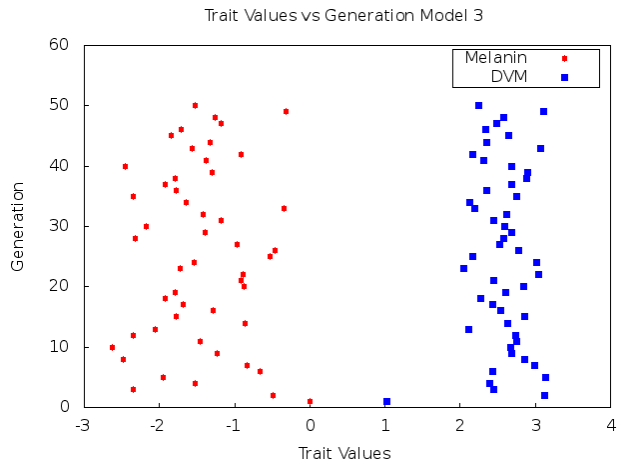 Trait Values vs Generation Model 3
60
50
40
30
20
10
0
Generation
Melanin
DVM
-3 -2 -1 0 1 2 3 4
Trait Values